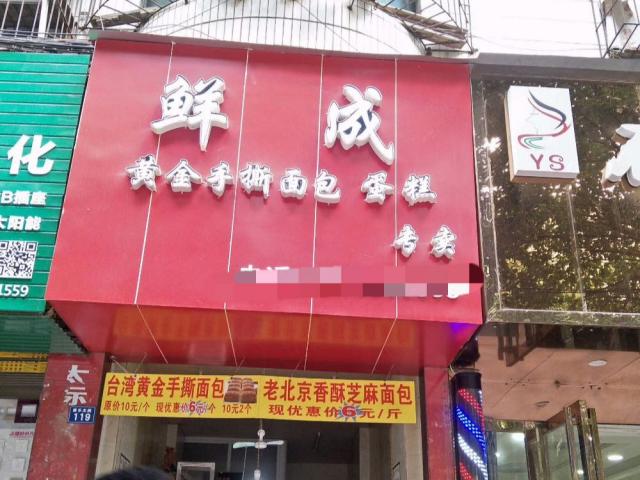 鲜成
黄金手撕面包 蛋糕
专卖
化
B插座
太阳能
1559
YS
台湾黄金手撕面包
原价10元/个 现优惠价6元/个 10元2个
老北京香酥芝麻面包
现优惠价6元/斤
119